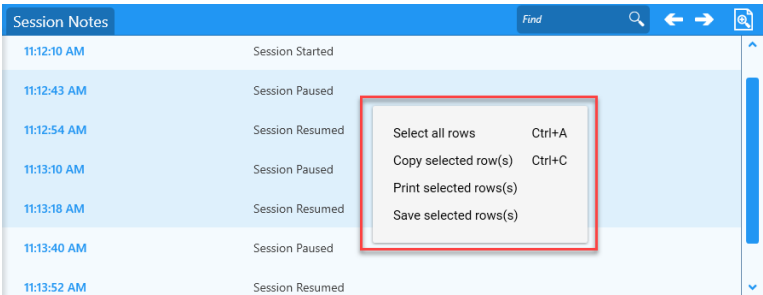 Session Notes
Find
11:12:10 AM Session Started
11:12:43 AM Session Paused
11:12:54 AM Session Resumed
11:13:10 AM Session Paused
11:13:18 AM Session Resumed
11:13:40 AM Session Paused
11:13:52 AM Session Resumed
Select all rows Ctrl+A
Copy selected row(s) Ctrl+C
Print selected rows(s)
Save selected rows(s)